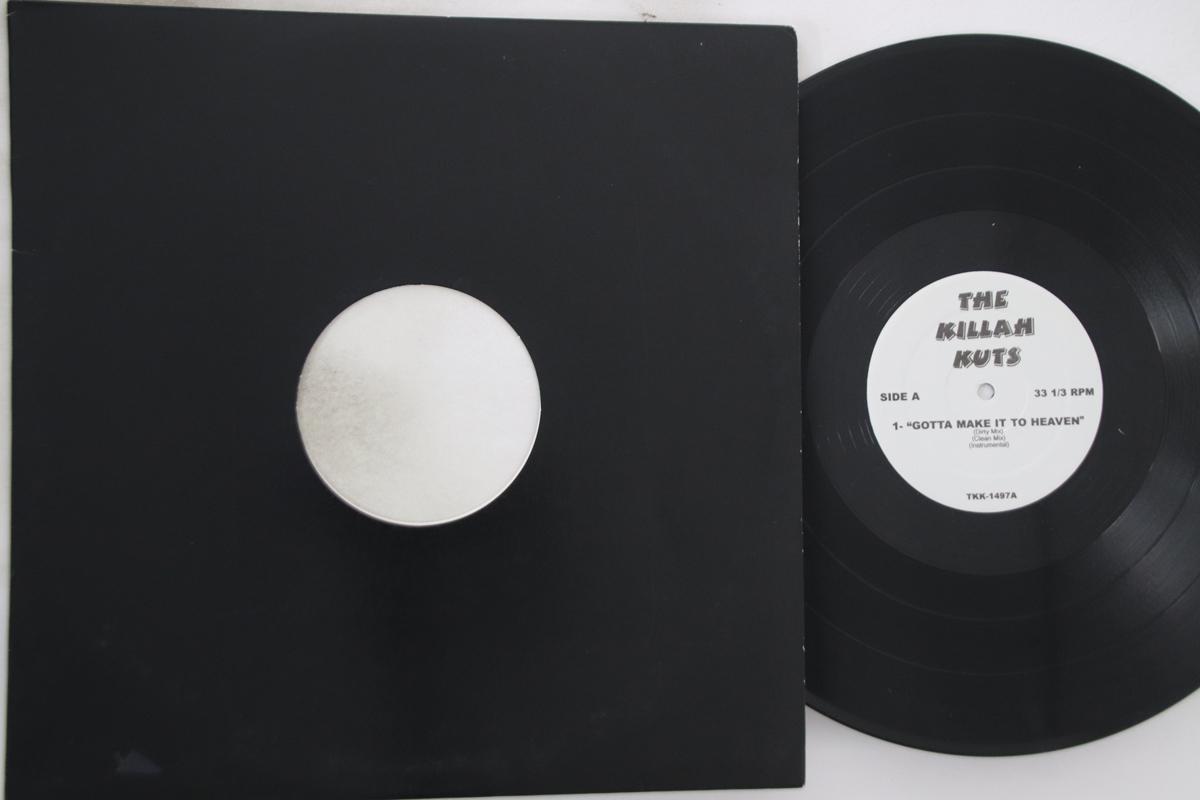 THE
KILLAH
KUTS
SIDE A
33 1/3 RPM
1- "GOTTA MAKE IT TO HEAVEN"
(Dirty Mix)
(Clean Mix)
(Instrumental)
TKK-1497A